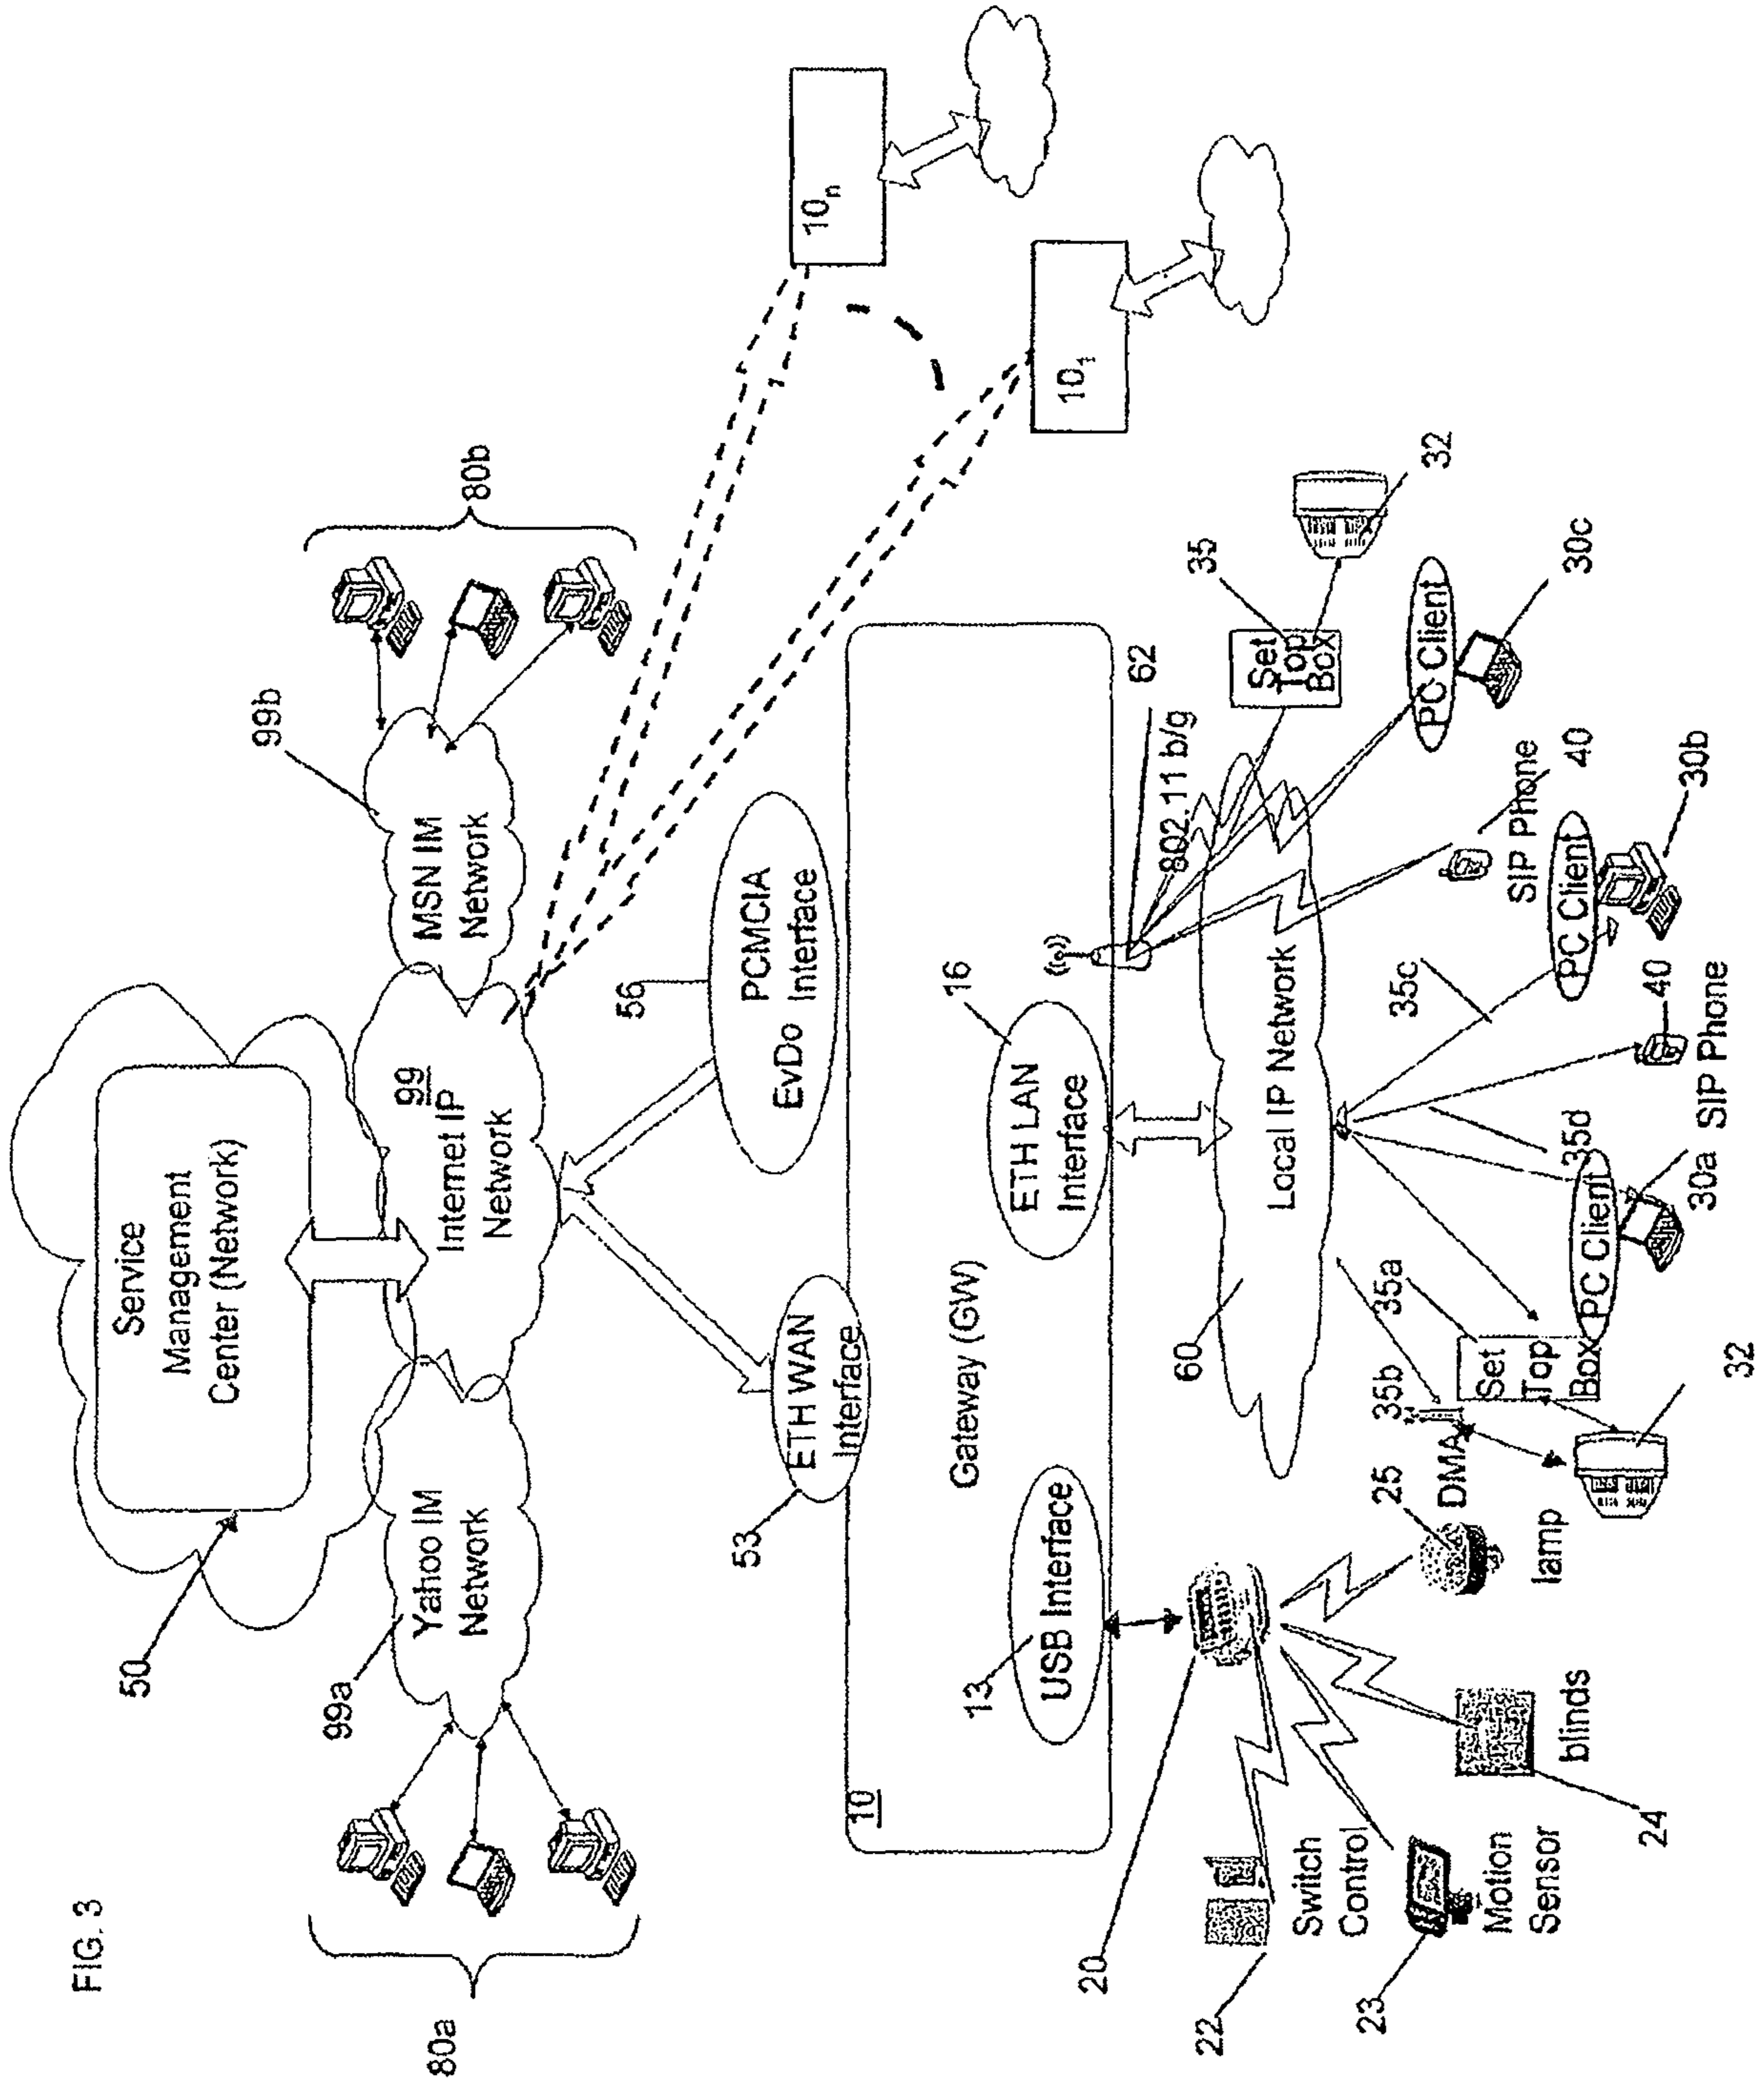 FIG. 3
50
Service
Management
Center (Network)
80a
99a
Yahoo IM
Network
99
Internet IP
Network
99b
MSN IM
Network
80b
53
ETH WAN
Interface
56
PCMCIA
EvDo Interface
10n
101
10
Gateway (GW)
13
USB Interface
16
ETH LAN
Interface
62
802.11 b/g
20
60
Local IP Network
35
Set
Top
Box
32
22
Switch
Control
23
Motion
Sensor
24
blinds
25
lamp
DMA
35b
35a
Set
Top
Box
32
PC Client
30a
35d
SIP Phone
40
35c
PC Client
30b
SIP Phone
40
PC Client
30c